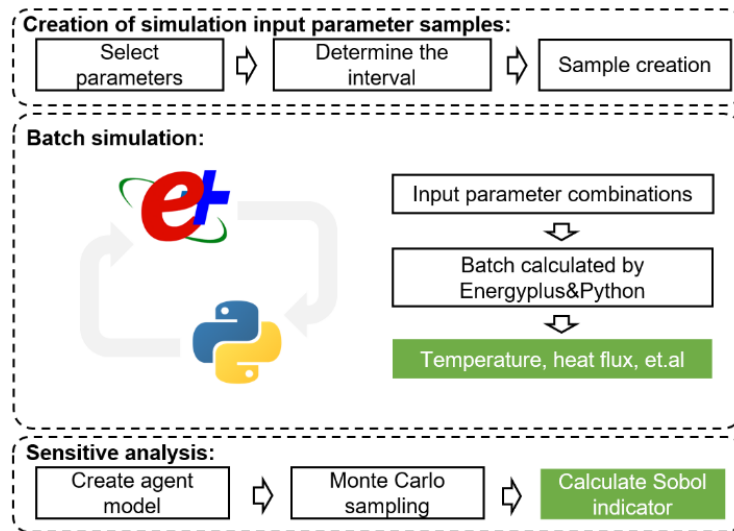 Creation of simulation input parameter samples:
Select
parameters
Determine the
interval
Sample creation
Batch simulation:
e+
Input parameter combinations
Batch calculated by
Energyplus&Python
Temperature, heat flux, et.al
Sensitive analysis:
Create agent
model
Monte Carlo
sampling
Calculate Sobol
indicator